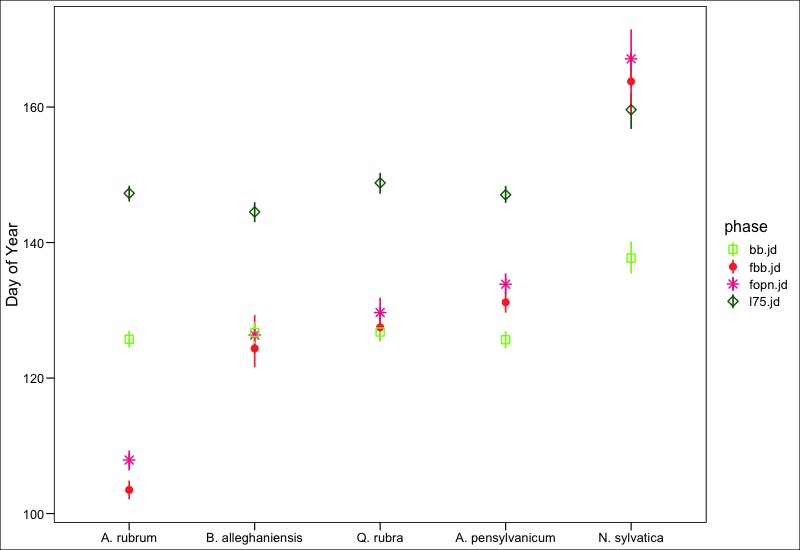 Day of Year
160
140
120
100
A. rubrum
B. alleghaniensis
Q. rubra
A. pensylvanicum
N. sylvatica
phase
bb.jd
fbb.jd
fopn.jd
l75.jd